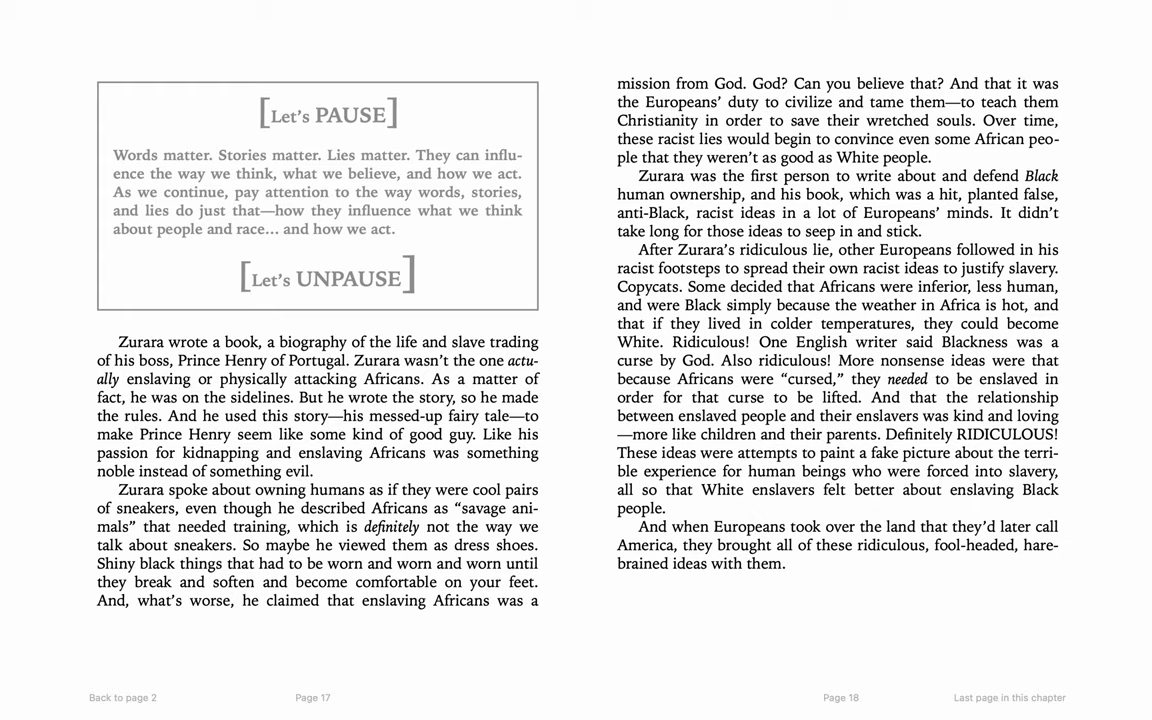 [Let's PAUSE]
Words matter. Stories matter. Lies matter. They can influ-
ence the way we think, what we believe, and how we act.
As we continue, pay attention to the way words, stories,
and lies do just that—how they influence what we think
about people and race... and how we act.
[Let's UNPAUSE]
Zurara wrote a book, a biography of the life and slave trading
of his boss, Prince Henry of Portugal. Zurara wasn't the one actu-
ally enslaving or physically attacking Africans. As a matter of
fact, he was on the sidelines. But he wrote the story, so he made
the rules. And he used this story—his messed-up fairy tale—to
make Prince Henry seem like some kind of good guy. Like his
passion for kidnapping and enslaving Africans was something
noble instead of something evil.
Zurara spoke about owning humans as if they were cool pairs
of sneakers, even though he described Africans as “savage ani-
mals” that needed training, which is definitely not the way we
talk about sneakers. So maybe he viewed them as dress shoes.
Shiny black things that had to be worn and worn and worn until
they break and soften and become comfortable on your feet.
And, what's worse, he claimed that enslaving Africans was a
mission from God. God? Can you believe that? And that it was
the Europeans' duty to civilize and tame them—to teach them
Christianity in order to save their wretched souls. Over time,
these racist lies would begin to convince even some African peo-
ple that they weren't as good as White people.
Zurara was the first person to write about and defend Black
human ownership, and his book, which was a hit, planted false,
anti-Black, racist ideas in a lot of Europeans' minds. It didn't
take long for those ideas to seep in and stick.
After Zurara's ridiculous lie, other Europeans followed in his
racist footsteps to spread their own racist ideas to justify slavery.
Copycats. Some decided that Africans were inferior, less human,
and were Black simply because the weather in Africa is hot, and
that if they lived in colder temperatures, they could become
White. Ridiculous! One English writer said Blackness was a
curse by God. Also ridiculous! More nonsense ideas were that
because Africans were “cursed,” they needed to be enslaved in
order for that curse to be lifted. And that the relationship
between enslaved people and their enslavers was kind and loving
—more like children and their parents. Definitely RIDICULOUS!
These ideas were attempts to paint a fake picture about the terri-
ble experience for human beings who were forced into slavery,
all so that White enslavers felt better about enslaving Black
people.
And when Europeans took over the land that they'd later call
America, they brought all of these ridiculous, fool-headed, hare-
brained ideas with them.
Back to page 2
Page 17
Page 18
Last page in this chapter